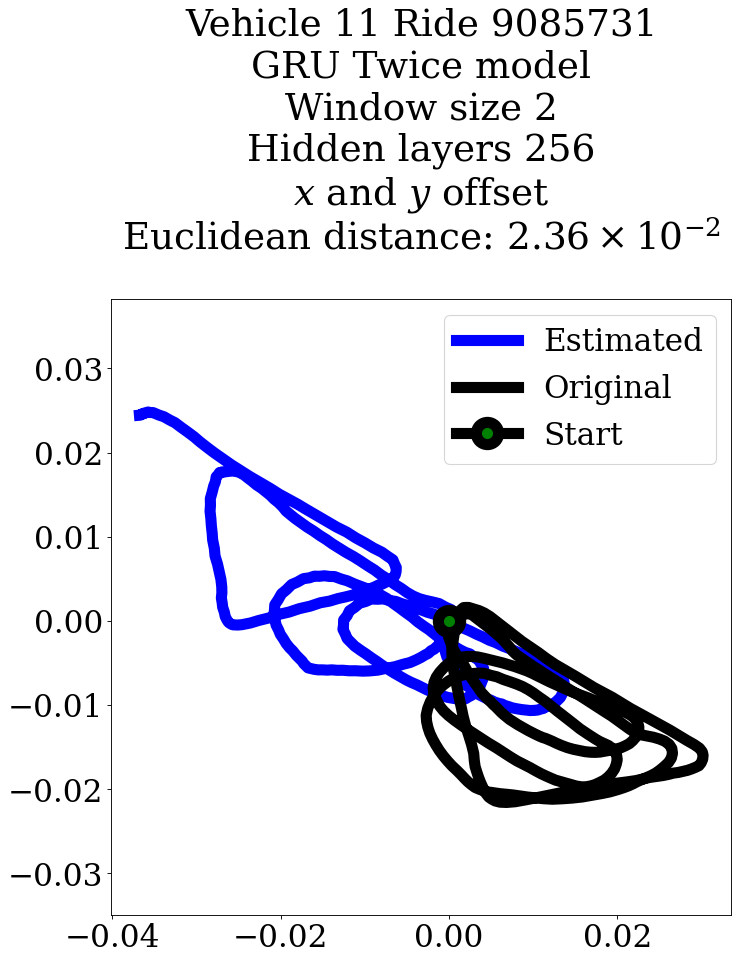 Vehicle 11 Ride 9085731
GRU Twice model
Window size 2
Hidden layers 256
x and y offset
Euclidean distance: 2.36 × 10⁻²
Estimated
Original
Start
0.03
0.02
0.01
0.00
−0.01
−0.02
−0.03
−0.04 −0.02 0.00 0.02